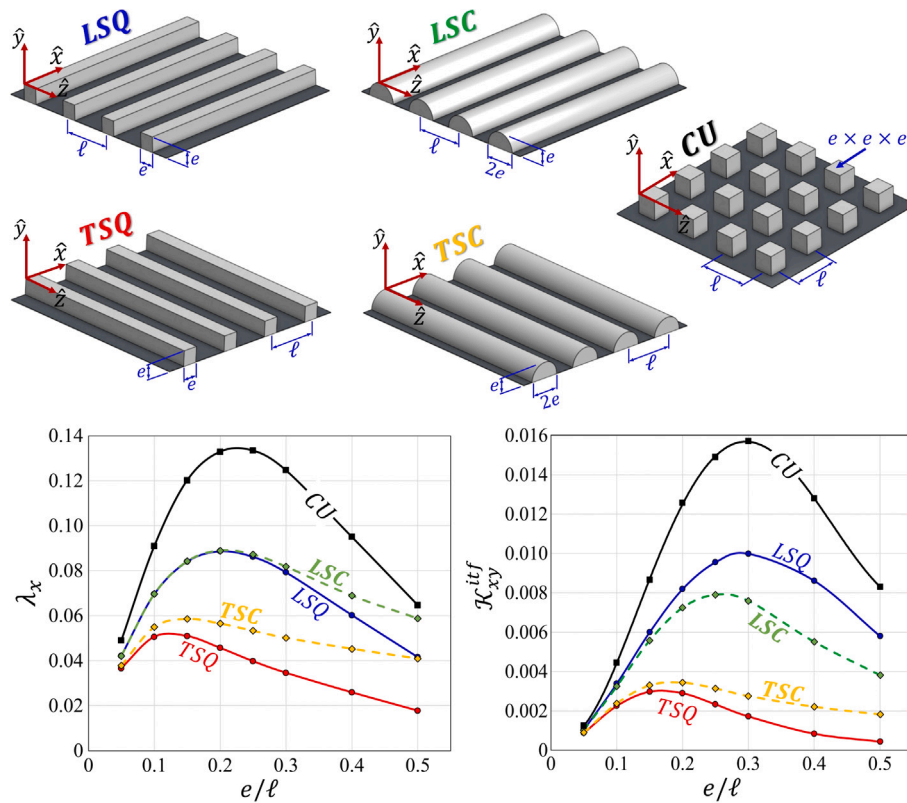 LSQ
ŷ
x̂
ẑ
ℓ
e
e
LSC
ŷ
x̂
ẑ
ℓ
2e
e
CU
ŷ
x̂
ẑ
e × e × e
ℓ
ℓ
TSQ
ŷ
x̂
ẑ
e
e
ℓ
TSC
ŷ
x̂
ẑ
e
2e
ℓ
0.14
0.12
0.10
0.08
0.06
0.04
0.02
0
λx
CU
LSC
LSQ
TSC
TSQ
0 0.1 0.2 0.3 0.4 0.5
e/ℓ
0.016
0.014
0.012
0.010
0.008
0.006
0.004
0.002
0
𝒦xy^itf
CU
LSQ
LSC
TSC
TSQ
0 0.1 0.2 0.3 0.4 0.5
e/ℓ